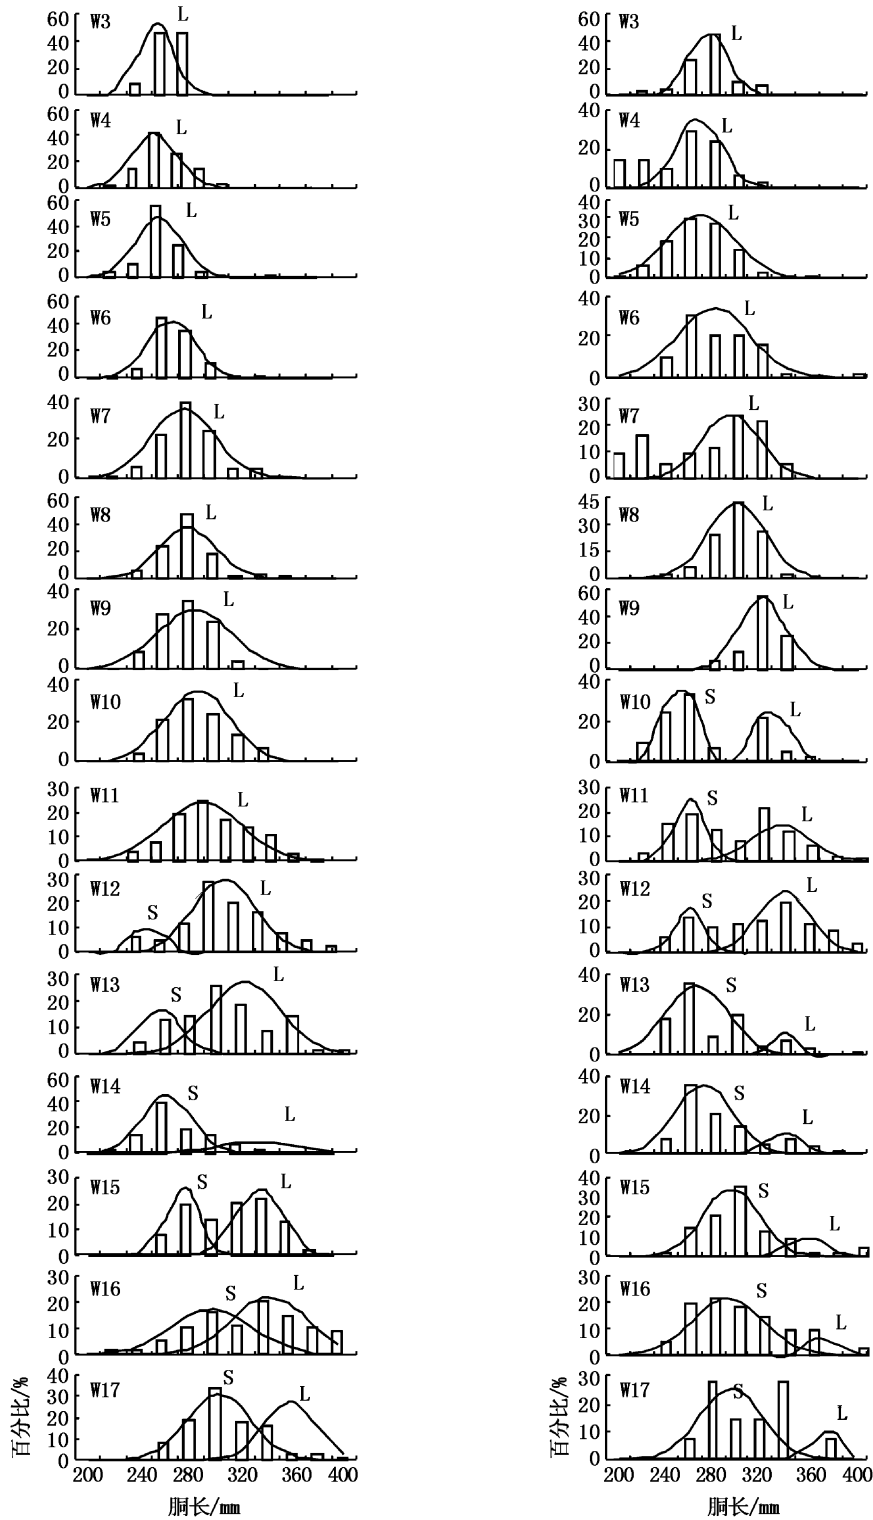 60 W3 L
40
20
0
60 W4 L
40
20
0
60 W5 L
40
20
0
60 W6 L
40
20
0
40 W7 L
20
0
60 W8 L
40
20
0
40 W9 L
20
0
40 W10 L
20
0
30 W11 L
20
10
0
30 W12 S L
20
10
0
30 W13 S L
20
10
0
60 W14 S L
40
20
0
30 W15 S L
20
10
0
30 W16 S L
20
10
0
40 W17 S L
30
20
10
0
百分比/%
200 240 280 320 360 400
胴长/mm
60 W3 L
40
20
0
40 W4 L
20
0
40 W5 L
30
20
10
0
40 W6 L
20
0
30 W7 L
20
10
0
45 W8 L
30
15
0
60 W9 L
40
20
0
40 W10 S L
20
0
30 W11 S L
20
10
0
30 W12 S L
20
10
0
40 W13 S L
20
0
40 W14 S L
20
0
40 W15 S L
30
20
10
0
30 W16 S L
20
10
0
30 W17 S L
20
10
0
百分比/%
200 240 280 320 360 400
胴长/mm